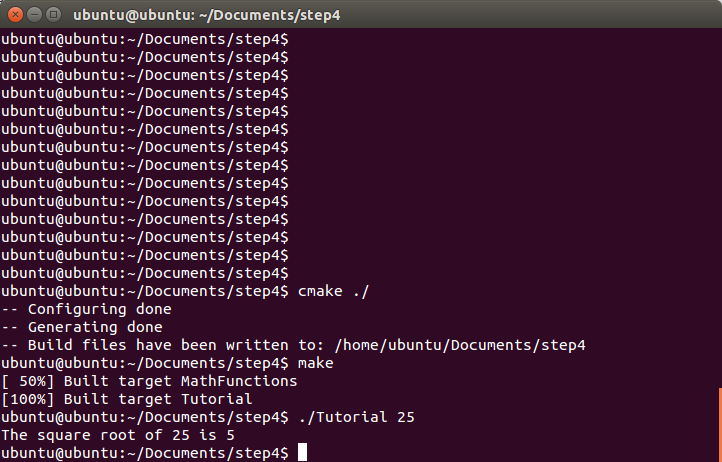 ubuntu@ubuntu: ~/Documents/step4
ubuntu@ubuntu:~/Documents/step4$
ubuntu@ubuntu:~/Documents/step4$
ubuntu@ubuntu:~/Documents/step4$
ubuntu@ubuntu:~/Documents/step4$
ubuntu@ubuntu:~/Documents/step4$
ubuntu@ubuntu:~/Documents/step4$
ubuntu@ubuntu:~/Documents/step4$
ubuntu@ubuntu:~/Documents/step4$
ubuntu@ubuntu:~/Documents/step4$
ubuntu@ubuntu:~/Documents/step4$
ubuntu@ubuntu:~/Documents/step4$
ubuntu@ubuntu:~/Documents/step4$
ubuntu@ubuntu:~/Documents/step4$
ubuntu@ubuntu:~/Documents/step4$
ubuntu@ubuntu:~/Documents/step4$ cmake ./
-- Configuring done
-- Generating done
-- Build files have been written to: /home/ubuntu/Documents/step4
ubuntu@ubuntu:~/Documents/step4$ make
[ 50%] Built target MathFunctions
[100%] Built target Tutorial
ubuntu@ubuntu:~/Documents/step4$ ./Tutorial 25
The square root of 25 is 5
ubuntu@ubuntu:~/Documents/step4$